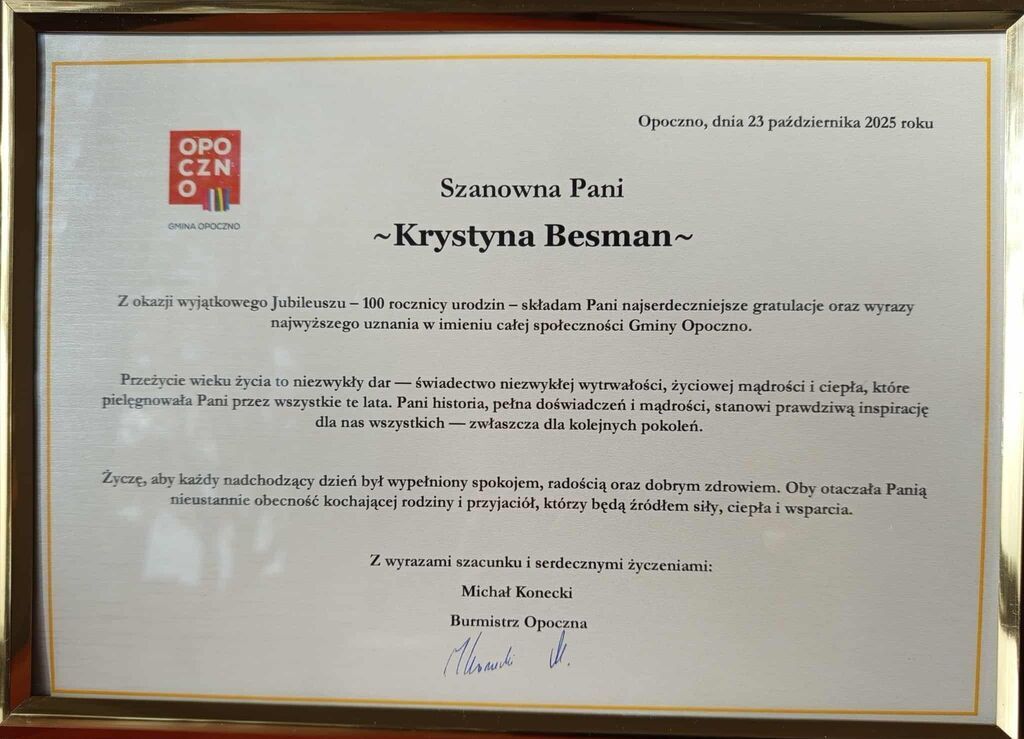 Opoczno, dnia 23 października 2025 roku
OPO
CZN
O
GMINA OPOCZNO
Szanowna Pani
~Krystyna Besman~
Z okazji wyjątkowego Jubileuszu – 100 rocznicy urodzin – składam Pani najserdeczniejsze gratulacje oraz wyrazy
najwyższego uznania w imieniu całej społeczności Gminy Opoczno.
Przeżycie wieku życia to niezwykły dar — świadectwo niezwykłej wytrwałości, życiowej mądrości i ciepła, które
pielęgnowała Pani przez wszystkie te lata. Pani historia, pełna doświadczeń i mądrości, stanowi prawdziwą inspirację
dla nas wszystkich — zwłaszcza dla kolejnych pokoleń.
Życzę, aby każdy nadchodzący dzień był wypełniony spokojem, radością oraz dobrym zdrowiem. Oby otaczała Panią
nieustannie obecność kochającej rodziny i przyjaciół, którzy będą źródłem siły, ciepła i wsparcia.
Z wyrazami szacunku i serdecznymi życzeniami:
Michał Konecki
Burmistrz Opoczna
MKonecki M.